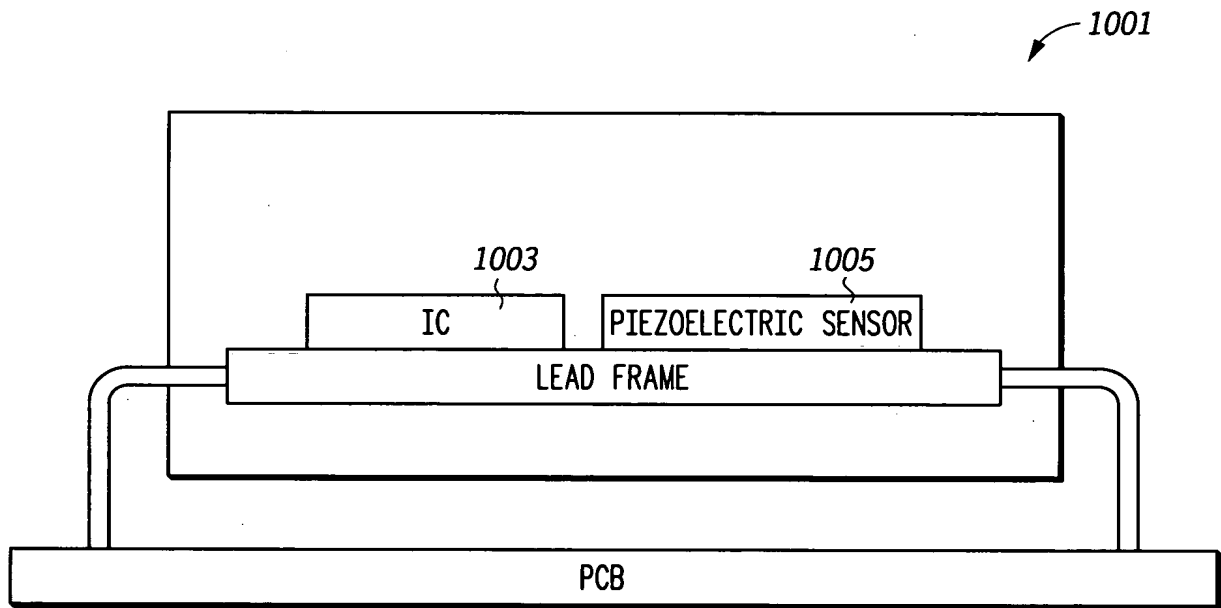 1001
1003
1005
IC
PIEZOELECTRIC SENSOR
LEAD FRAME
PCB